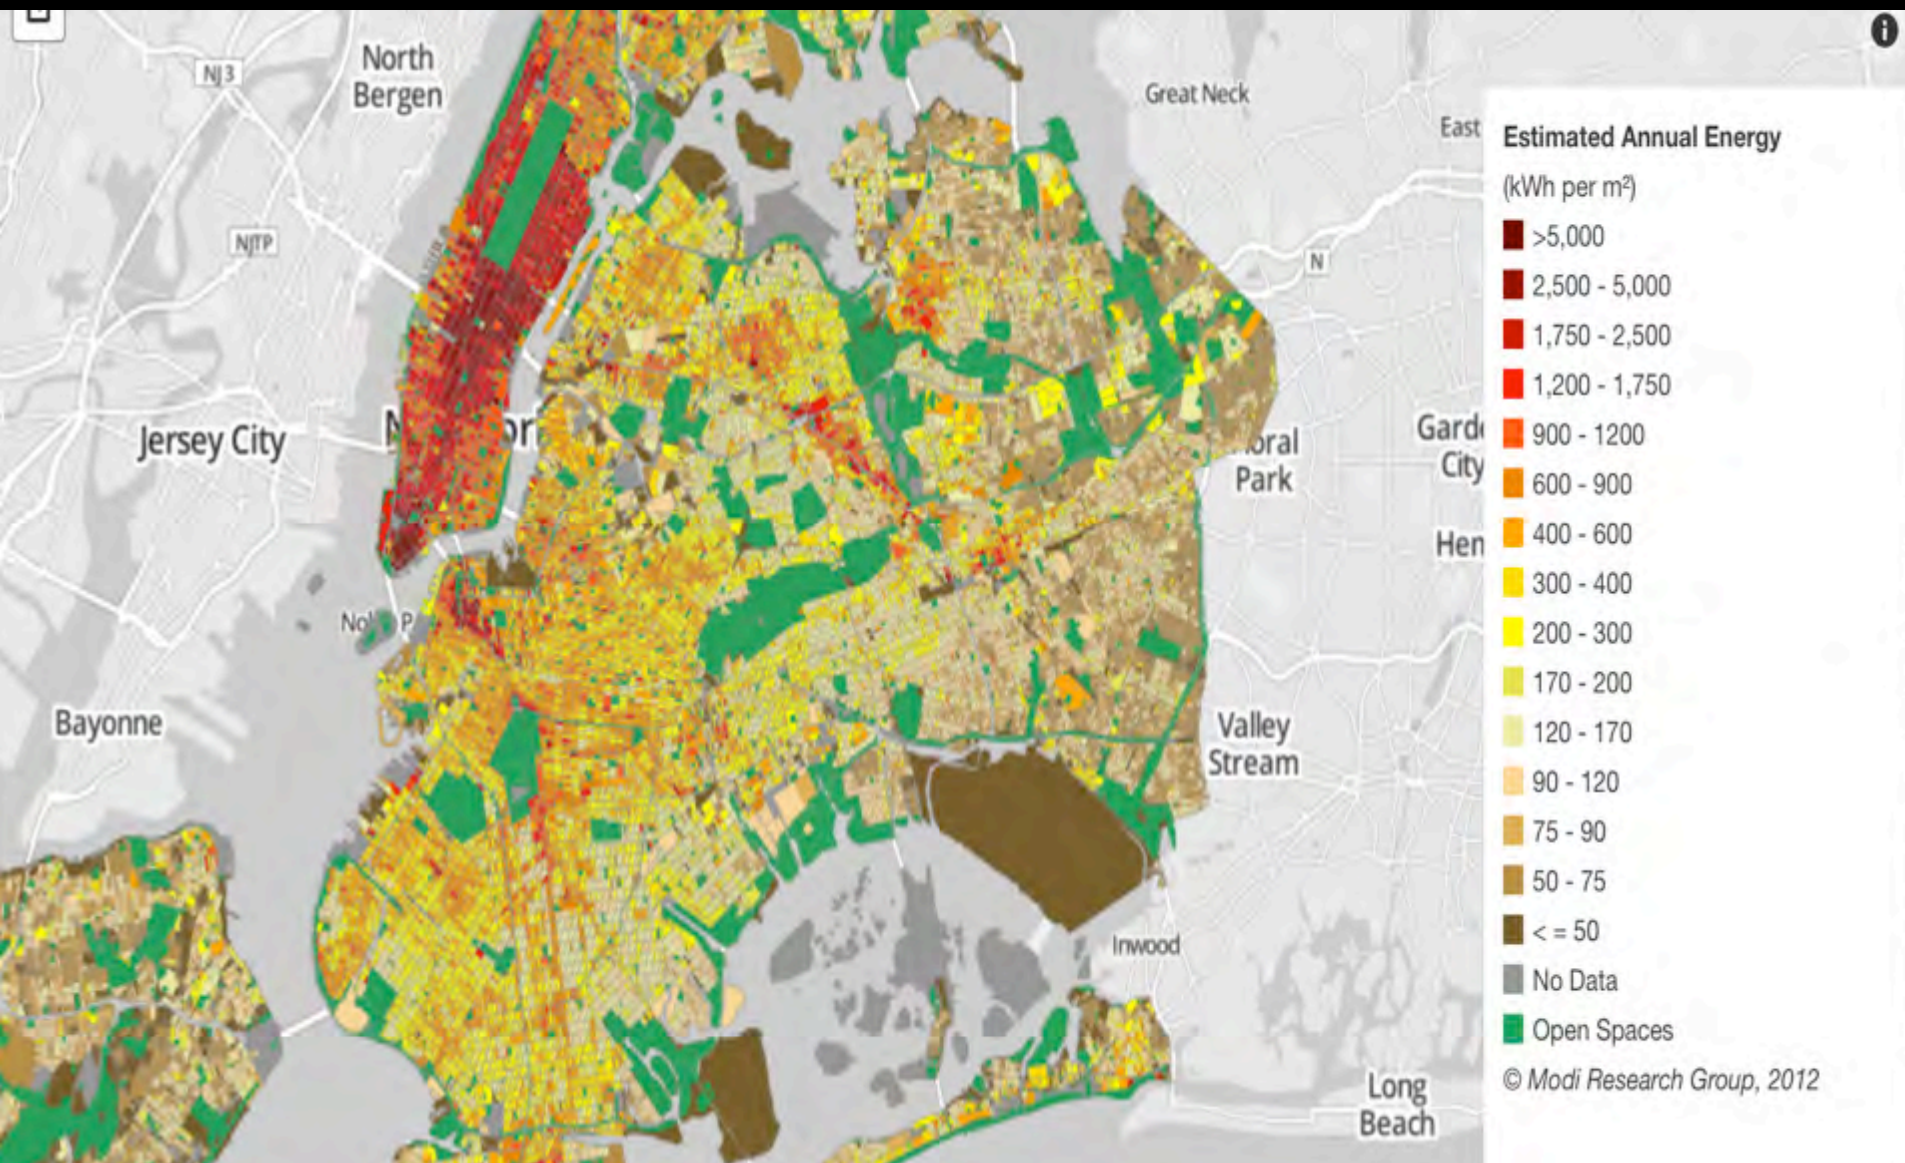 North
Bergen
NJ 3
Great Neck
East
NJTP
N
Jersey City
Park
Garde
City
Hen
Bayonne
Valley
Stream
Inwood
Long
Beach
Estimated Annual Energy
(kWh per m²)
>5,000
2,500 - 5,000
1,750 - 2,500
1,200 - 1,750
900 - 1200
600 - 900
400 - 600
300 - 400
200 - 300
170 - 200
120 - 170
90 - 120
75 - 90
50 - 75
< = 50
No Data
Open Spaces
© Modi Research Group, 2012